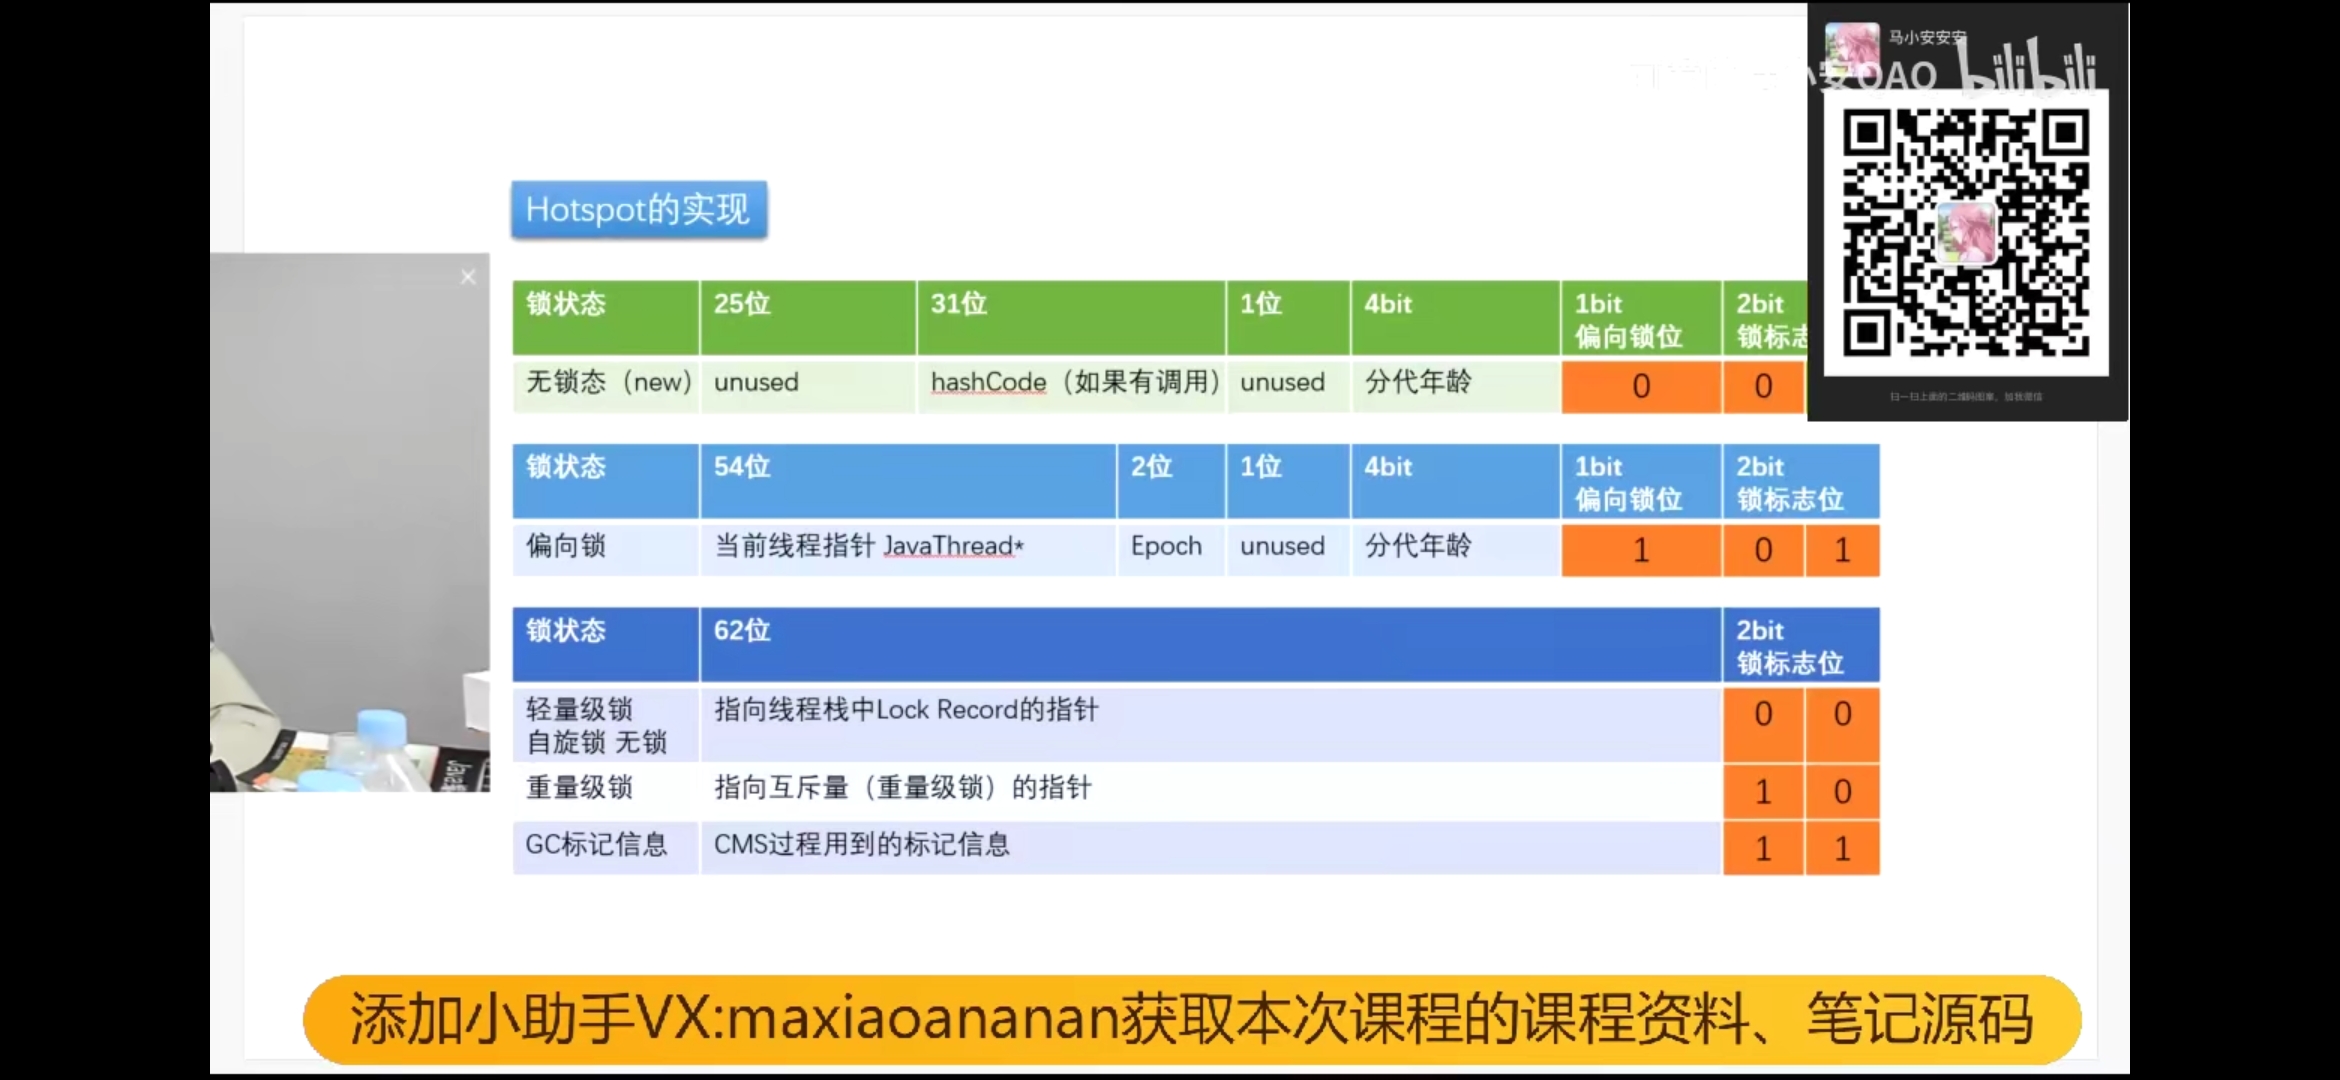 马小安安安
小安OAO bilibili
Hotspot的实现
锁状态 25位 31位 1位 4bit 1bit 2bit
偏向锁位 锁标志
无锁态（new） unused hashCode（如果有调用） unused 分代年龄 0 0
扫一扫上面的二维码图案，加我微信
锁状态 54位 2位 1位 4bit 1bit 2bit
偏向锁位 锁标志位
偏向锁 当前线程指针 JavaThread* Epoch unused 分代年龄 1 0 1
锁状态 62位 2bit
锁标志位
轻量级锁 指向线程栈中Lock Record的指针 0 0
自旋锁 无锁
重量级锁 指向互斥量（重量级锁）的指针 1 0
GC标记信息 CMS过程用到的标记信息 1 1
Java
添加小助手VX:maxiaoananan获取本次课程的课程资料、笔记源码